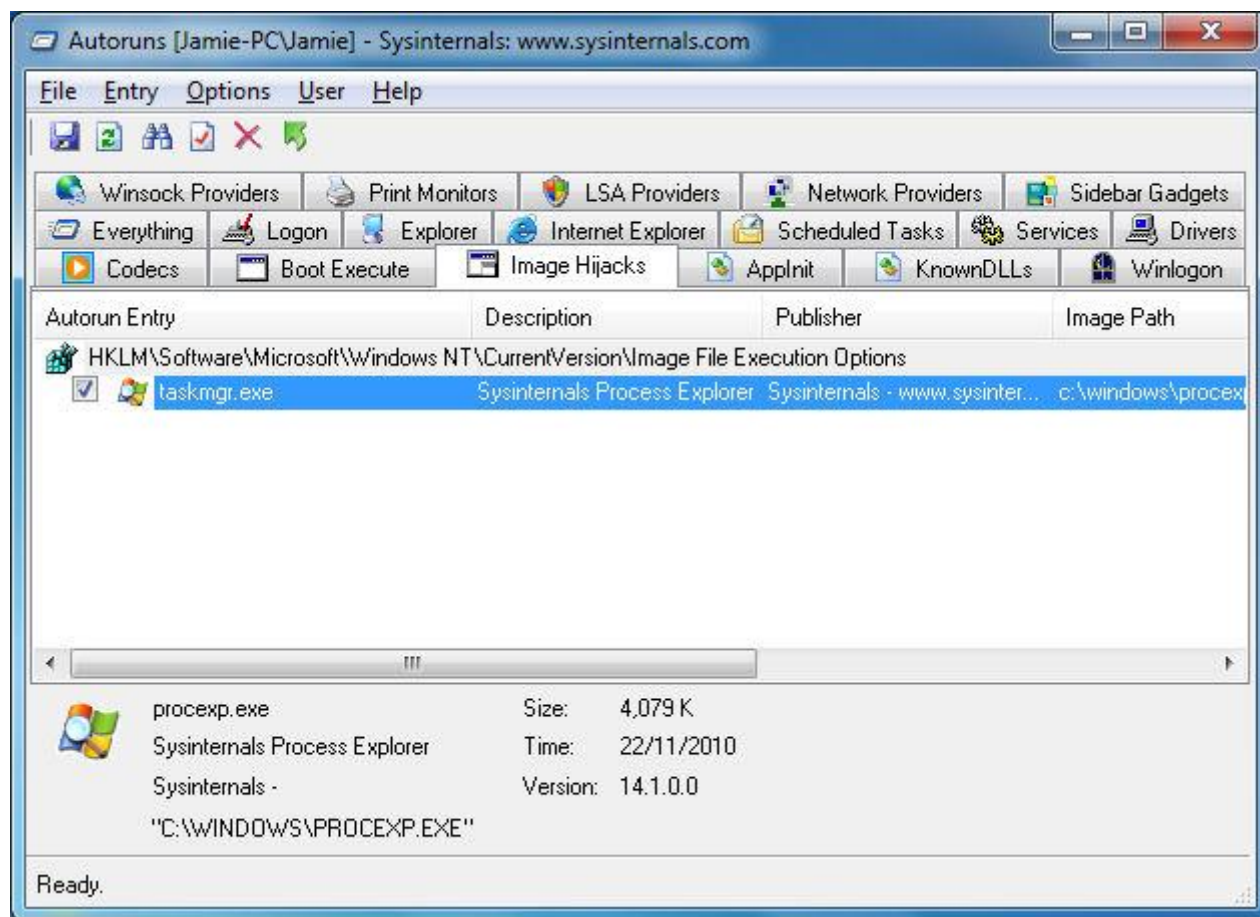 Autoruns [Jamie-PC\Jamie] - Sysinternals: www.sysinternals.com
File Entry Options User Help
Winsock Providers Print Monitors LSA Providers Network Providers Sidebar Gadgets
Everything Logon Explorer Internet Explorer Scheduled Tasks Services Drivers
Codecs Boot Execute Image Hijacks AppInit KnownDLLs Winlogon
Autorun Entry Description Publisher Image Path
HKLM\Software\Microsoft\Windows NT\CurrentVersion\Image File Execution Options
taskmgr.exe Sysinternals Process Explorer Sysinternals - www.sysinter... c:\windows\procexp
procexp.exe Size: 4,079 K
Sysinternals Process Explorer Time: 22/11/2010
Sysinternals - Version: 14.1.0.0
"C:\WINDOWS\PROCEXP.EXE"
Ready.